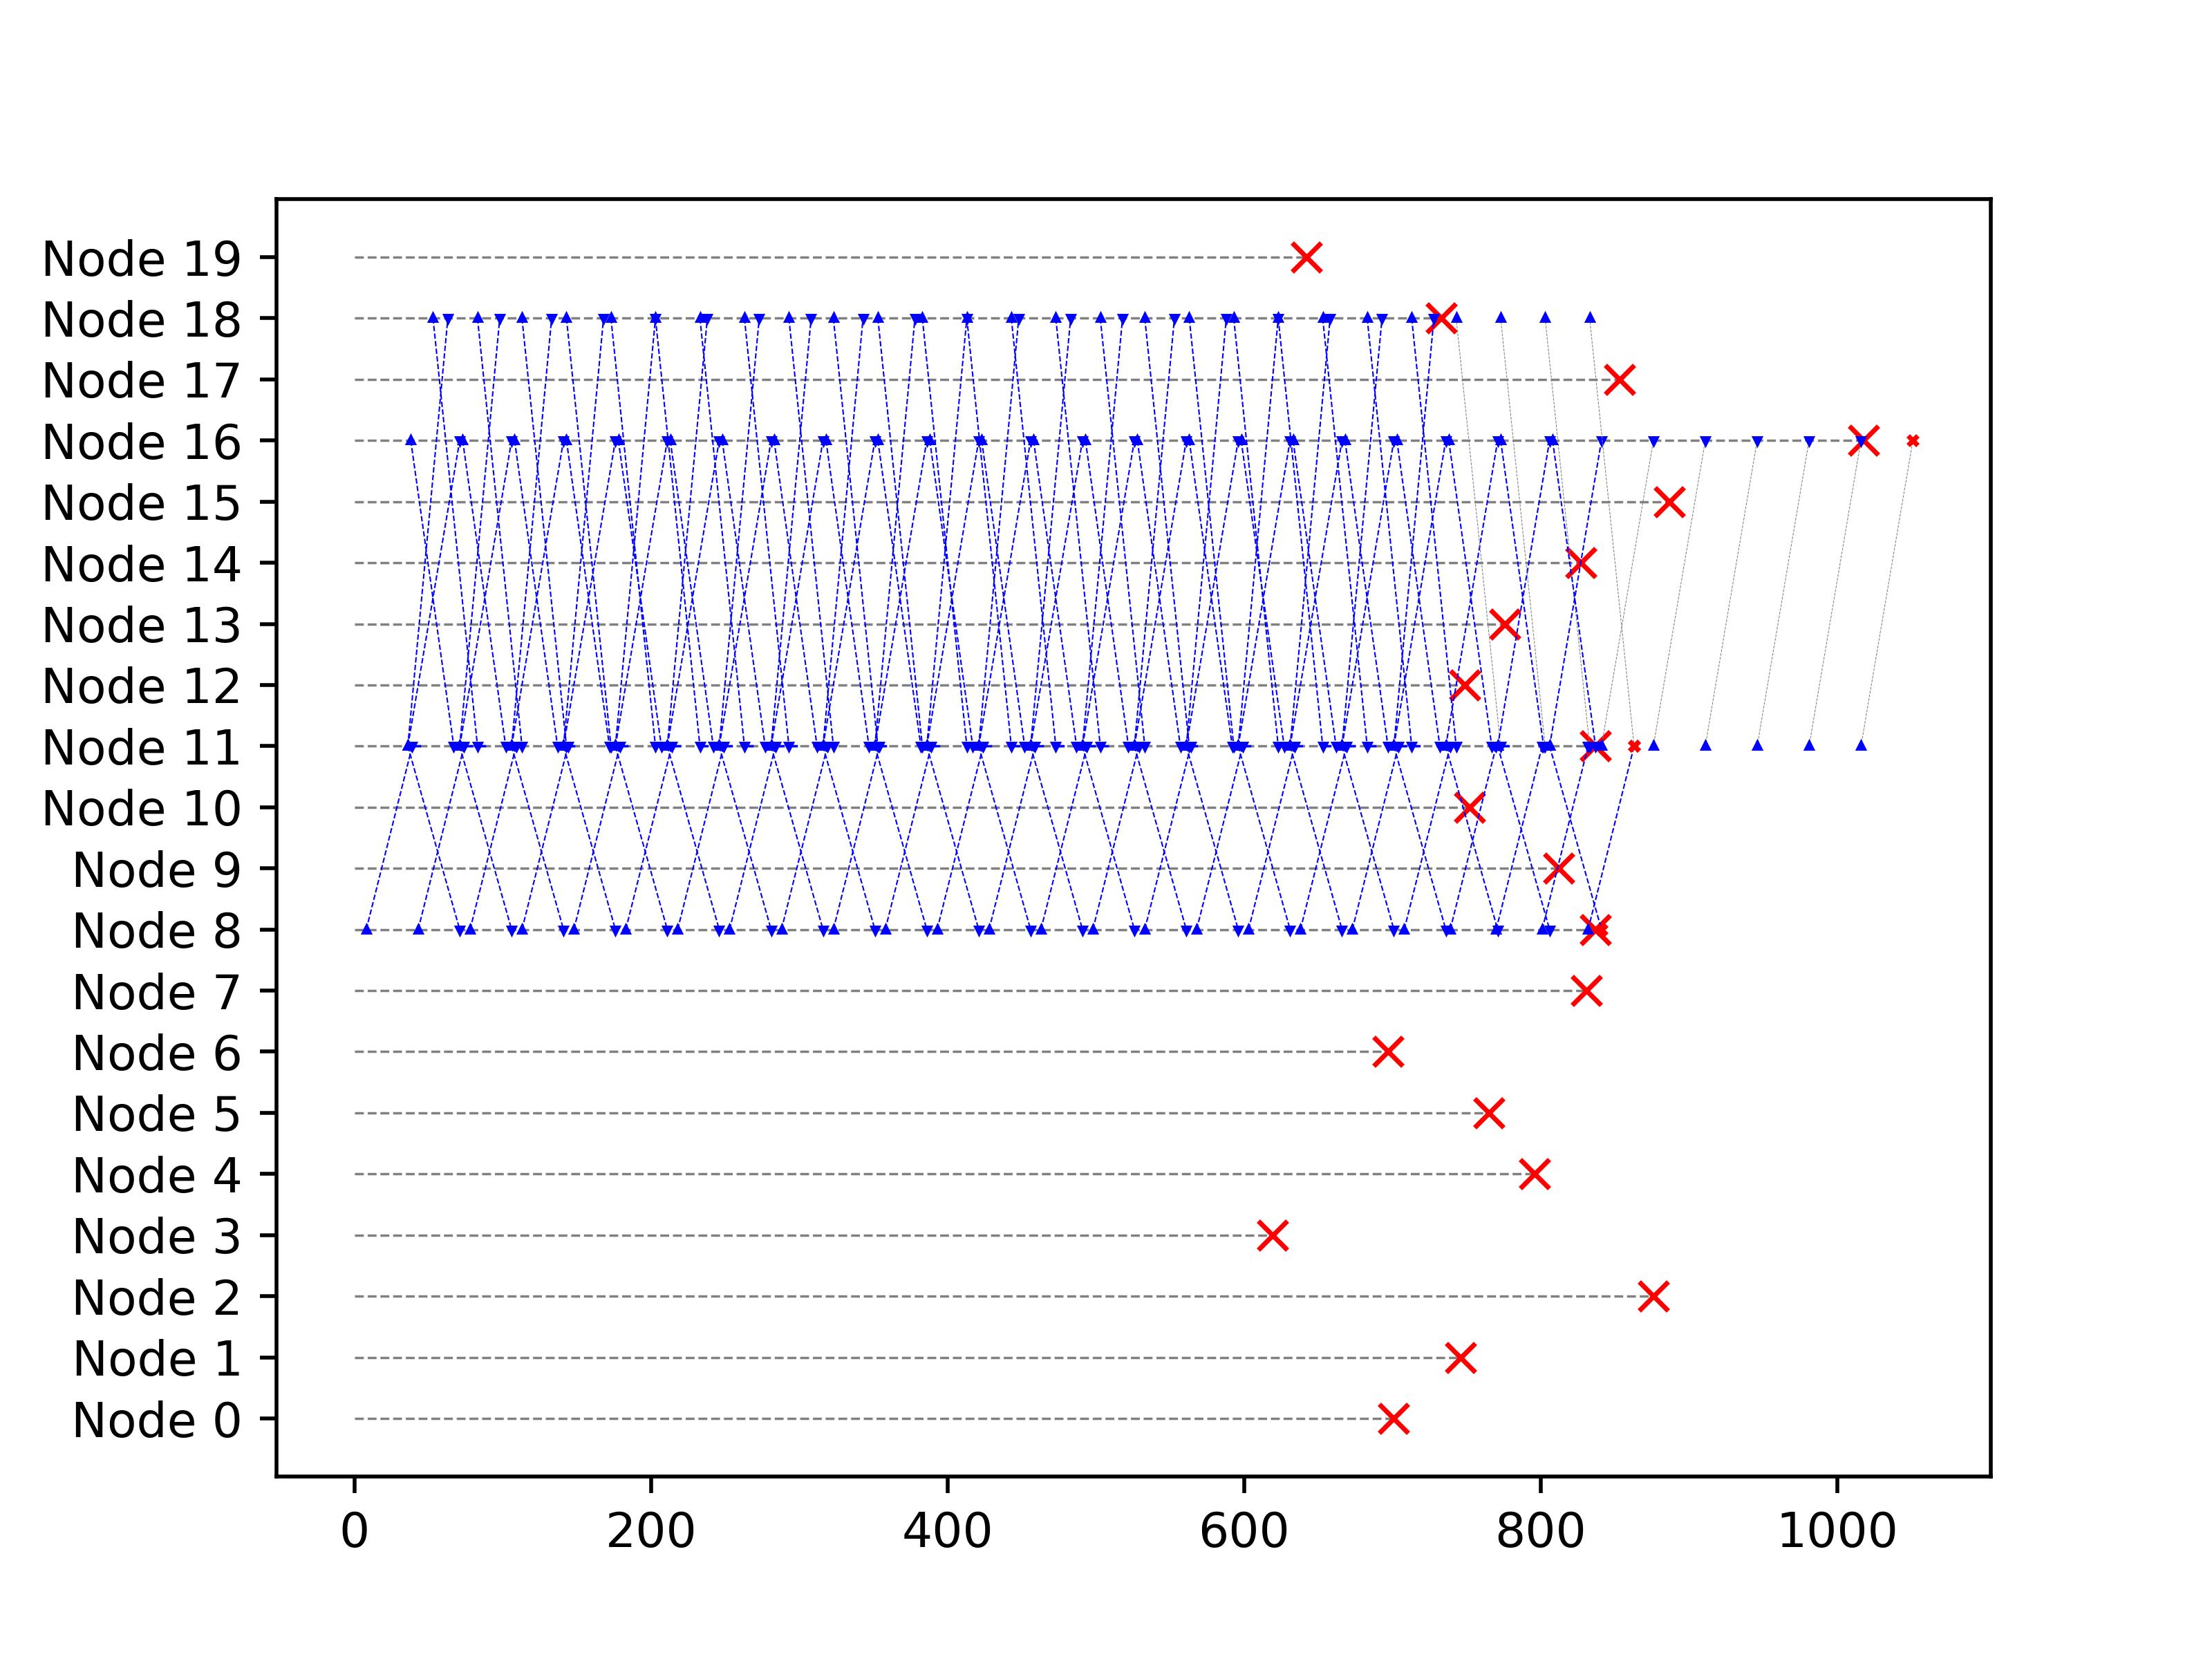 Node 19
Node 18
Node 17
Node 16
Node 15
Node 14
Node 13
Node 12
Node 11
Node 10
Node 9
Node 8
Node 7
Node 6
Node 5
Node 4
Node 3
Node 2
Node 1
Node 0
0 200 400 600 800 1000